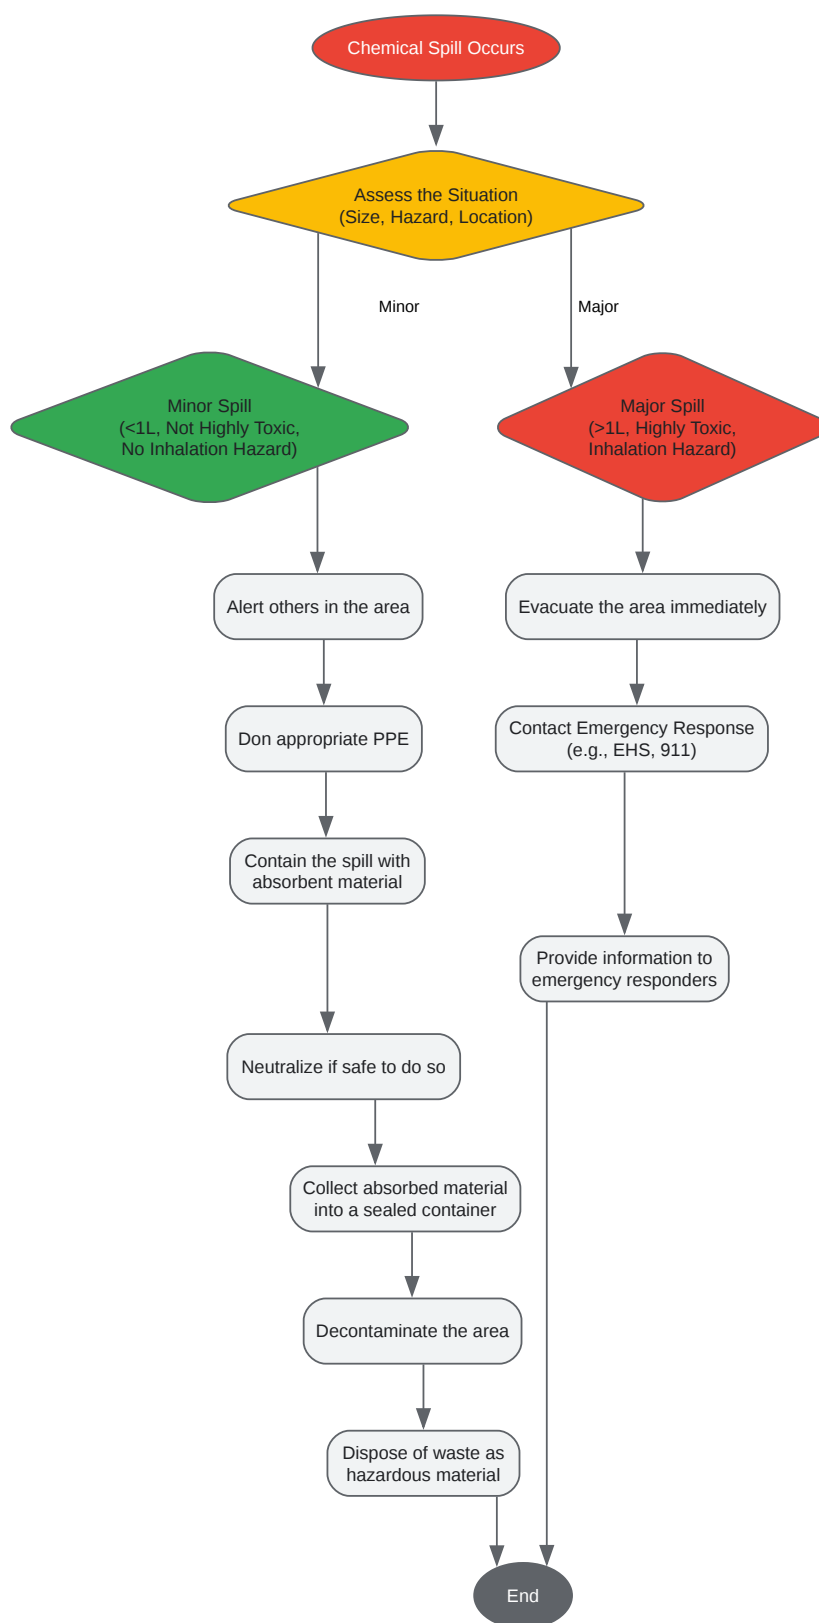 Chemical Spill Occurs
Assess the Situation
(Size, Hazard, Location)
Minor
Major
Minor Spill
(<1L, Not Highly Toxic,
No Inhalation Hazard)
Major Spill
(>1L, Highly Toxic,
Inhalation Hazard)
Alert others in the area
Evacuate the area immediately
Don appropriate PPE
Contact Emergency Response
(e.g., EHS, 911)
Contain the spill with
absorbent material
Provide information to
emergency responders
Neutralize if safe to do so
Collect absorbed material
into a sealed container
Decontaminate the area
Dispose of waste as
hazardous material
End